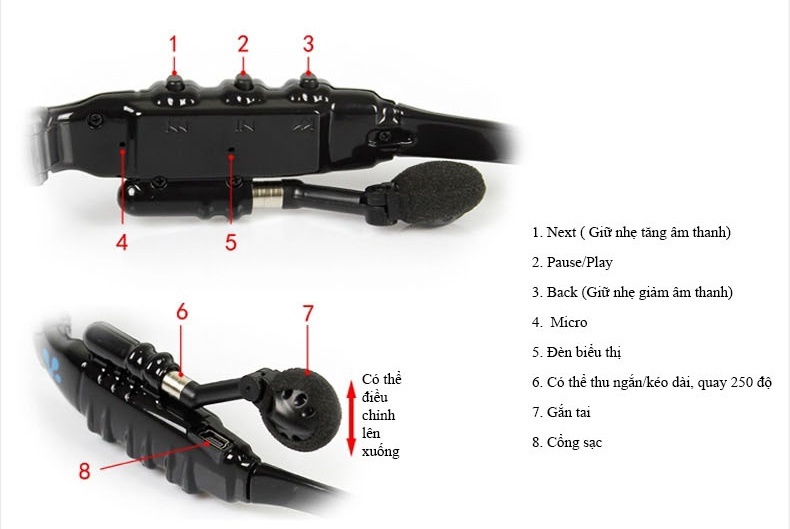 1
2
3
4
5
6
7
8
Có thể
điều
chỉnh
lên
xuống
1. Next ( Giữ nhẹ tăng âm thanh)
2. Pause/Play
3. Back (Giữ nhẹ giảm âm thanh)
4. Micro
5. Đèn biểu thị
6. Có thể thu ngắn/kéo dài, quay 250 độ
7. Gắn tai
8. Cổng sạc